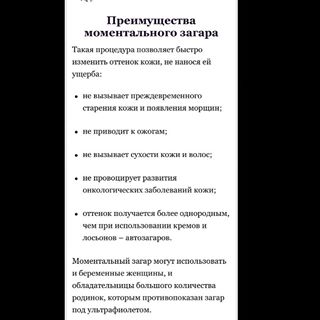 Преимущества
моментального загара
Такая процедура позволяет быстро
изменить оттенок кожи, не нанося ей
ущерба:
• не вызывает преждевременного
старения кожи и появления морщин;
• не приводит к ожогам;
• не вызывает сухости кожи и волос;
• не провоцирует развития
онкологических заболеваний кожи;
• оттенок получается более однородным,
чем при использовании кремов и
лосьонов – автозагаров.
Моментальный загар могут использовать
и беременные женщины, и
обладательницы большого количества
родинок, которым противопоказан загар
под ультрафиолетом.